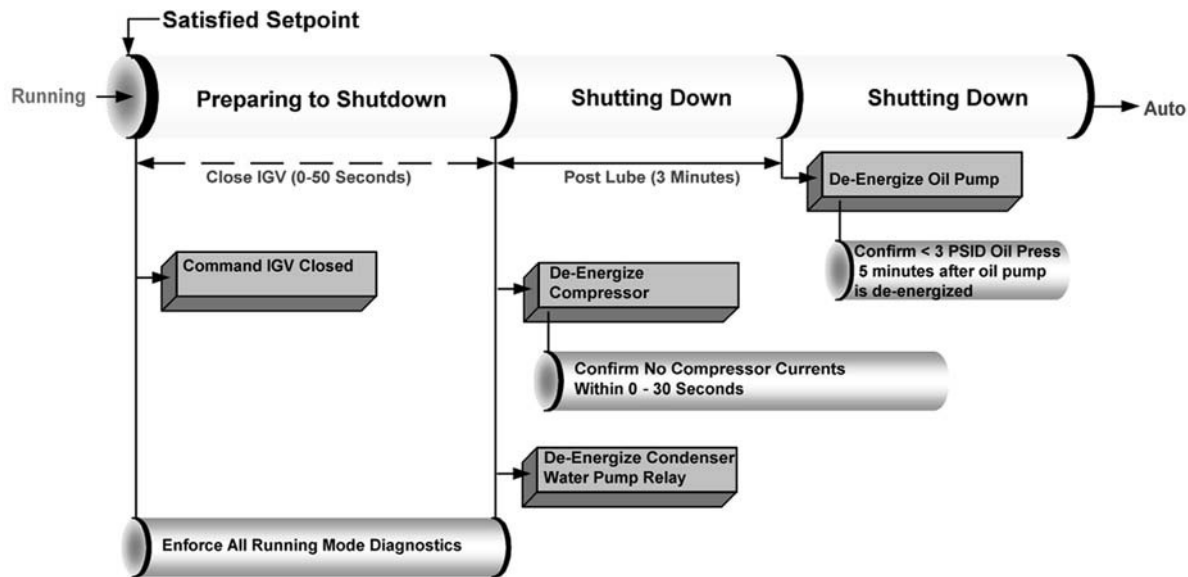 Satisfied Setpoint
Running
Preparing to Shutdown
Shutting Down
Shutting Down
Auto
Close IGV (0-50 Seconds)
Post Lube (3 Minutes)
De-Energize Oil Pump
Confirm < 3 PSID Oil Press
5 minutes after oil pump
is de-energized
Command IGV Closed
De-Energize
Compressor
Confirm No Compressor Currents
Within 0 - 30 Seconds
De-Energize Condenser
Water Pump Relay
Enforce All Running Mode Diagnostics